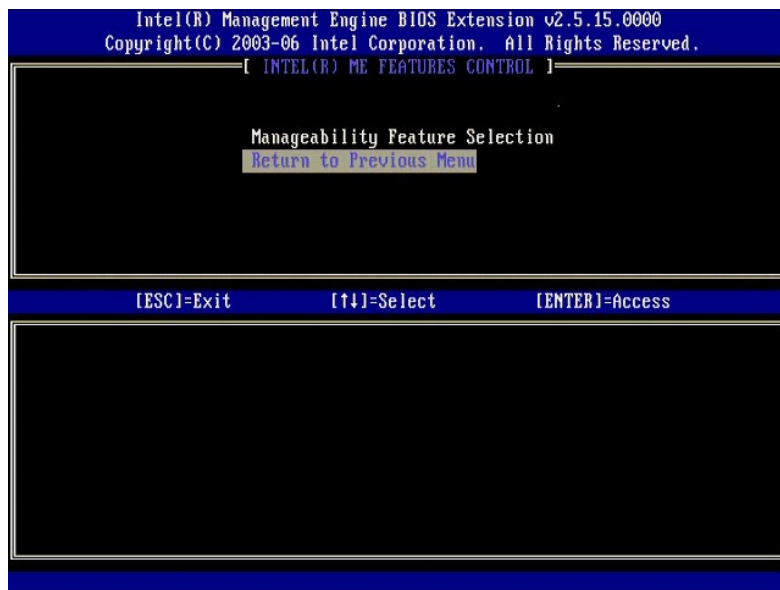 Intel(R) Management Engine BIOS Extension v2.5.15.0000
Copyright(C) 2003-06 Intel Corporation. All Rights Reserved.
[ INTEL(R) ME FEATURES CONTROL ]
Manageability Feature Selection
Return to Previous Menu
[ESC]=Exit [↑↓]=Select [ENTER]=Access